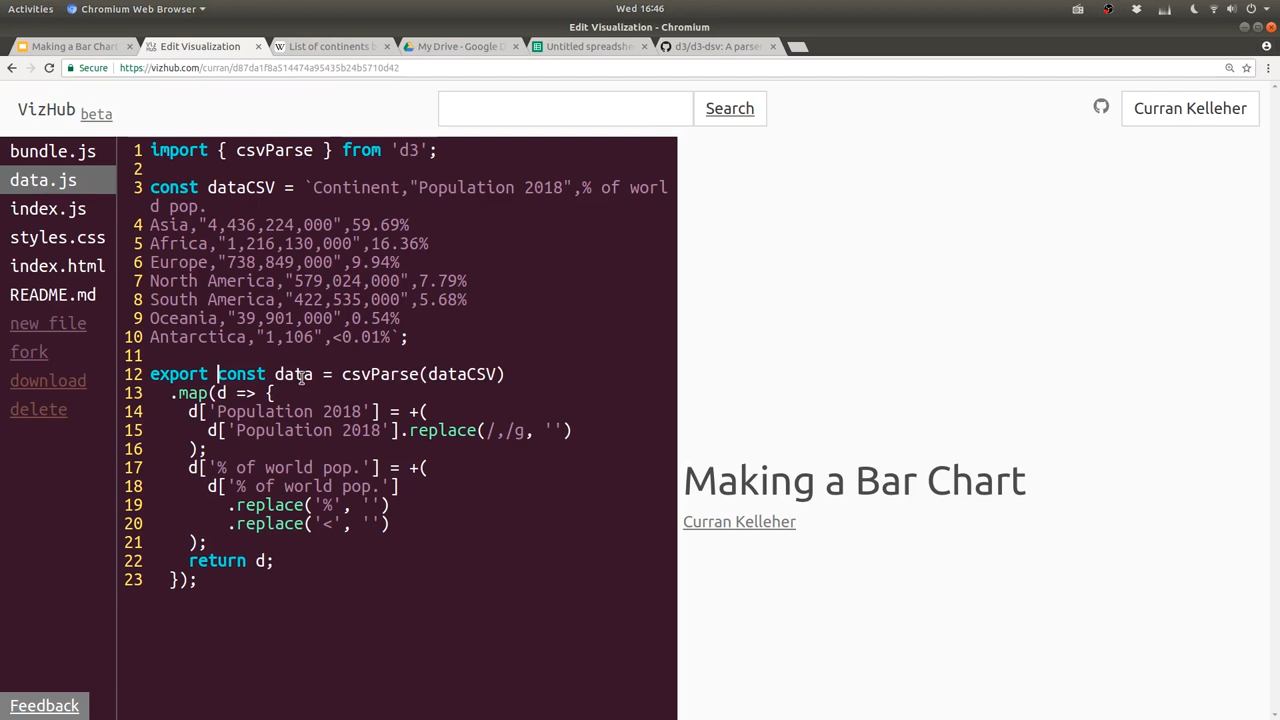 Activities Chromium Web Browser Wed 16:46
Edit Visualization - Chromium
Making a Bar Chart Edit Visualization List of continents b My Drive - Google D Untitled spreadshe d3/d3-dsv: A parser
Secure https://vizhub.com/curran/d87da1f8a514474a95435b24b5710d42
VizHub beta Search Curran Kelleher
bundle.js
data.js
index.js
styles.css
index.html
README.md
new file
fork
download
delete
Feedback
1 import { csvParse } from 'd3';
2
3 const dataCSV = `Continent,"Population 2018",% of worl
d pop.
4 Asia,"4,436,224,000",59.69%
5 Africa,"1,216,130,000",16.36%
6 Europe,"738,849,000",9.94%
7 North America,"579,024,000",7.79%
8 South America,"422,535,000",5.68%
9 Oceania,"39,901,000",0.54%
10 Antarctica,"1,106",<0.01%`;
11
12 export const data = csvParse(dataCSV)
13 .map(d => {
14 d['Population 2018'] = +(
15 d['Population 2018'].replace(/,/g, '')
16 );
17 d['% of world pop.'] = +(
18 d['% of world pop.']
19 .replace('%', '')
20 .replace('<', '')
21 );
22 return d;
23 });
Making a Bar Chart
Curran Kelleher